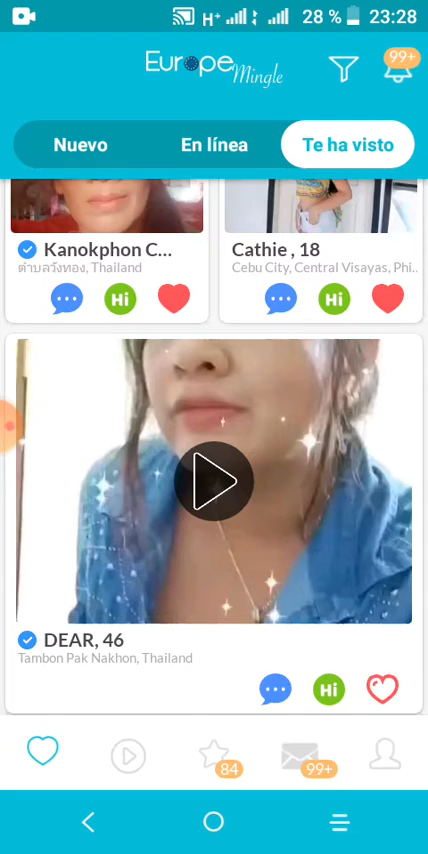 H+ 28 % 23:28
Europe Mingle
99+
Nuevo En línea Te ha visto
Kanokphon C... Cathie , 18
ตำบลวังทอง, Thailand Cebu City, Central Visayas, Phi..
Hi Hi
DEAR, 46
Tambon Pak Nakhon, Thailand
Hi
84 99+